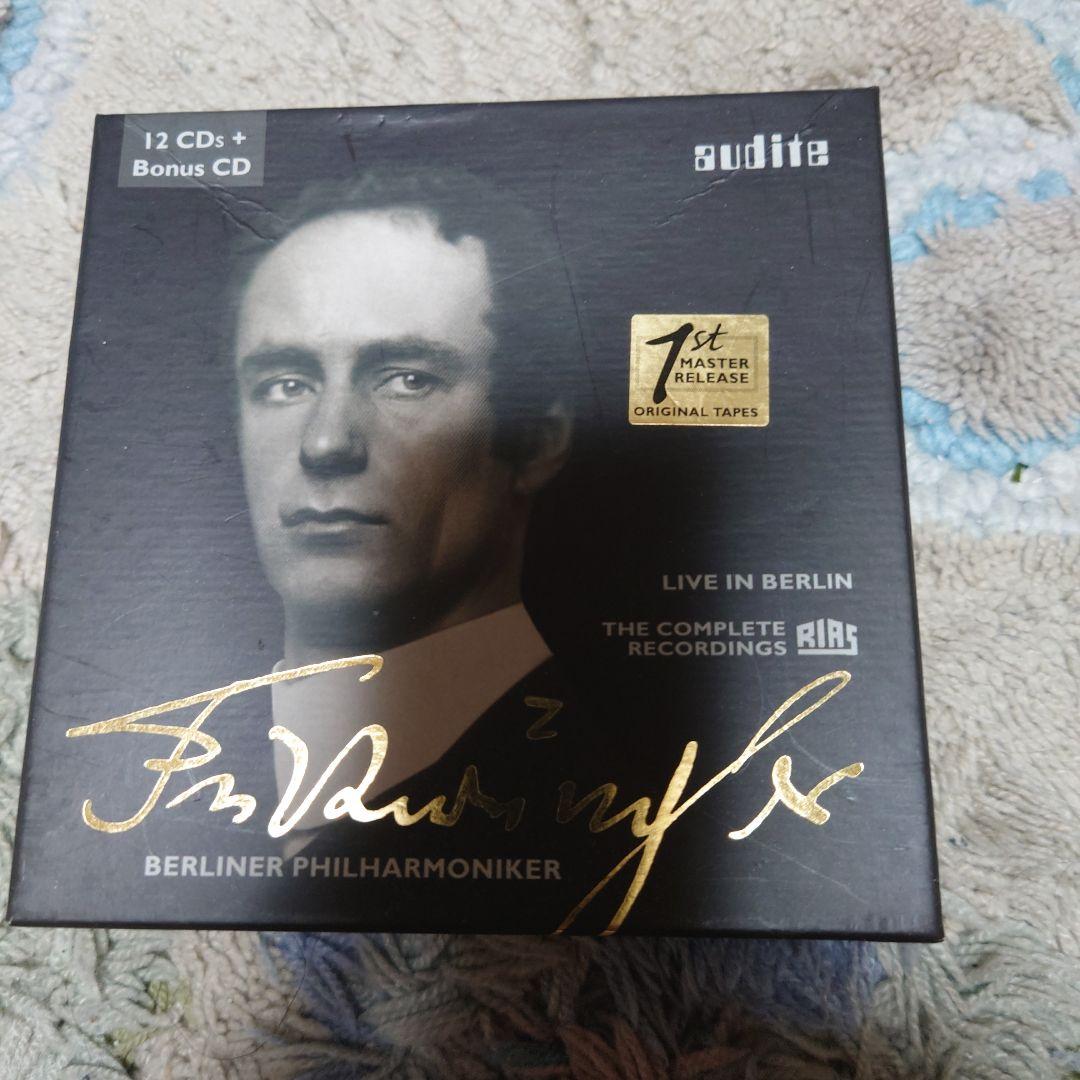 12 CDs +
Bonus CD
audite
1st
MASTER
RELEASE
ORIGINAL TAPES
LIVE IN BERLIN
THE COMPLETE
RECORDINGS RIAS
BERLINER PHILHARMONIKER